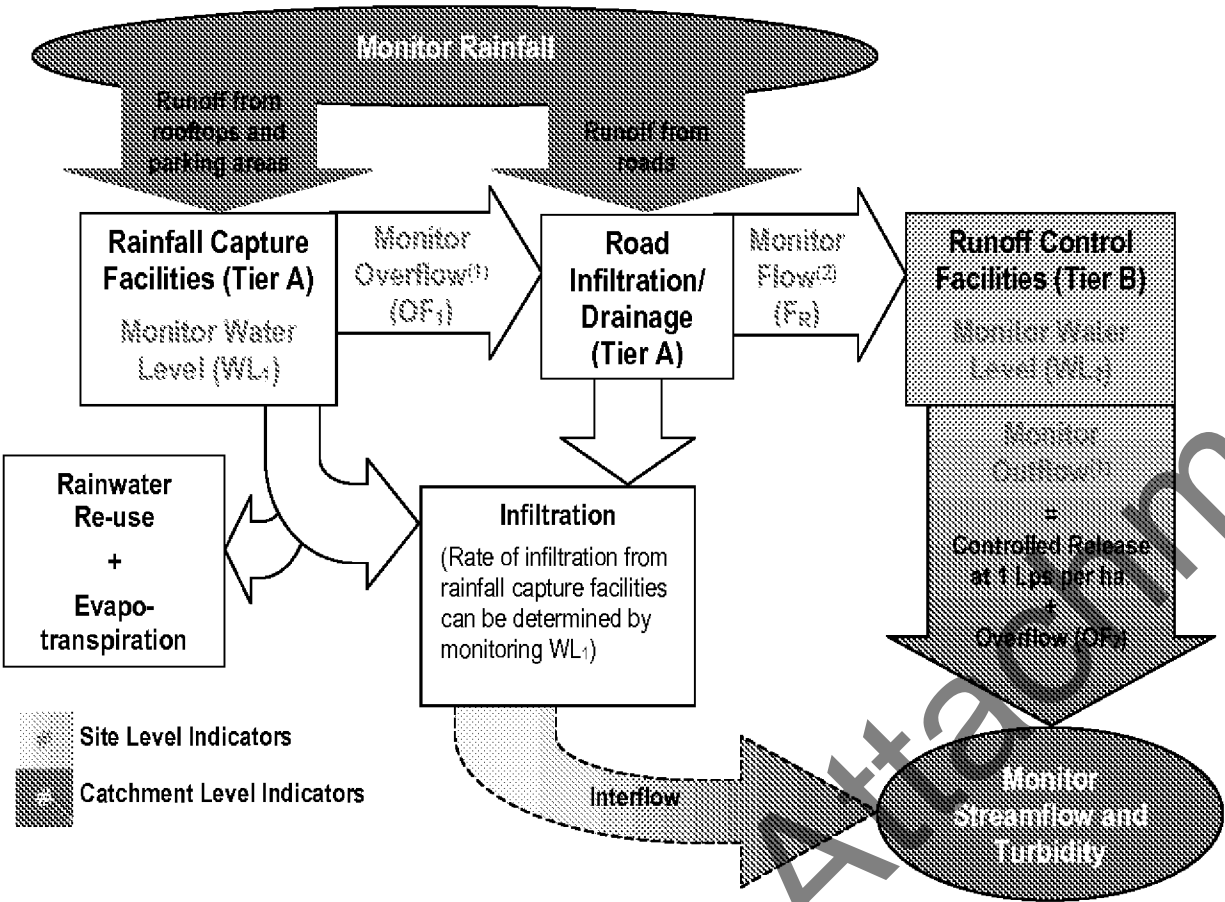 Monitor Rainfall
Runoff from
rooftops and
parking areas
Runoff from
roads
Rainfall Capture
Facilities (Tier A)
Monitor Water
Level (WL₁)
Monitor
Overflow⁽¹⁾
(OF₁)
Road
Infiltration/
Drainage
(Tier A)
Monitor
Flow⁽²⁾
(F_R)
Runoff Control
Facilities (Tier B)
Monitor Water
Level
Monitor
Outflow⁽¹⁾
=
Controlled Release
at 1 Lps per ha
+
Overflow
Rainwater
Re-use
+
Evapo-
transpiration
Infiltration
(Rate of infiltration from
rainfall capture facilities
can be determined by
monitoring WL₁)
# Site Level Indicators
# Catchment Level Indicators
Interflow
Monitor
Streamflow and
Turbidity
Attachm